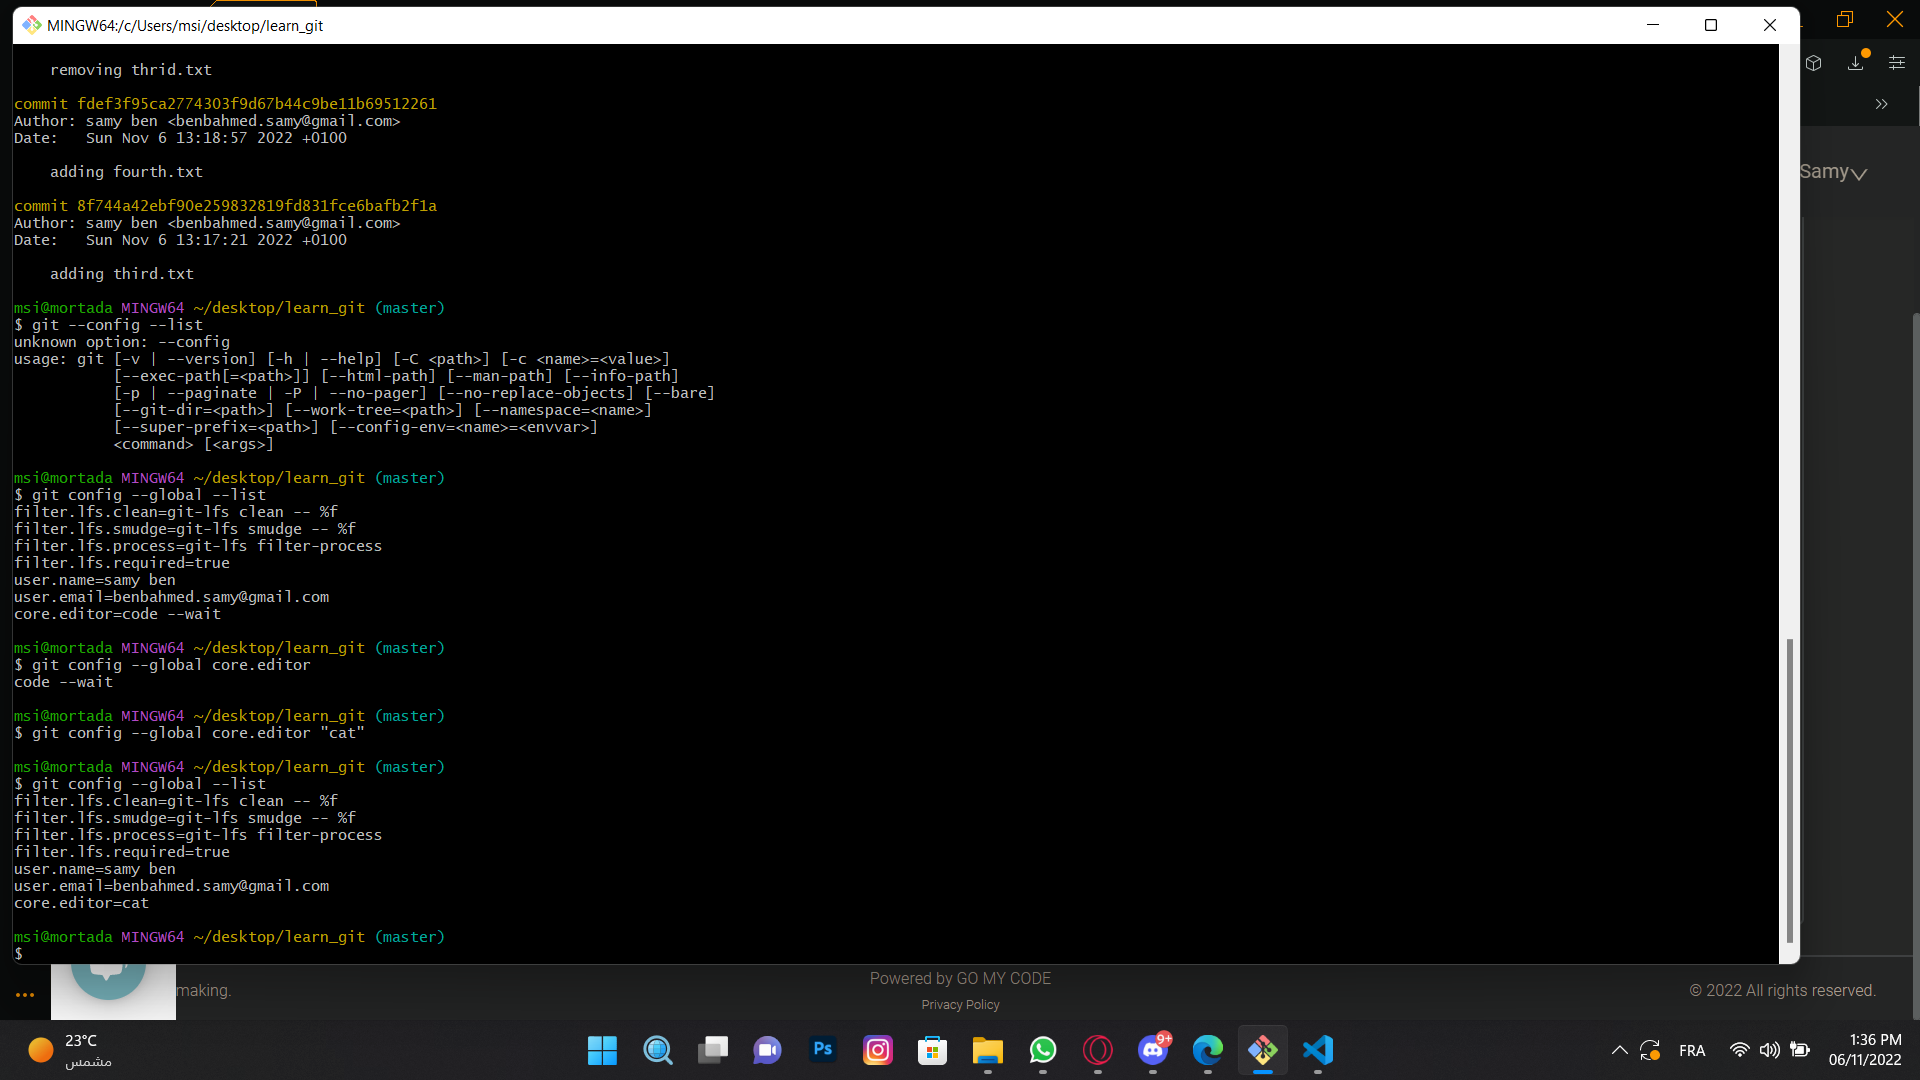 MINGW64:/c/Users/msi/desktop/learn_git
    removing thrid.txt
commit fdef3f95ca2774303f9d67b44c9be11b69512261
Author: samy ben <benbahmed.samy@gmail.com>
Date:   Sun Nov 6 13:18:57 2022 +0100
    adding fourth.txt
commit 8f744a42ebf90e259832819fd831fce6bafb2f1a
Author: samy ben <benbahmed.samy@gmail.com>
Date:   Sun Nov 6 13:17:21 2022 +0100
    adding third.txt
msi@mortada MINGW64 ~/desktop/learn_git (master)
$ git --config --list
unknown option: --config
usage: git [-v | --version] [-h | --help] [-C <path>] [-c <name>=<value>]
           [--exec-path[=<path>]] [--html-path] [--man-path] [--info-path]
           [-p | --paginate | -P | --no-pager] [--no-replace-objects] [--bare]
           [--git-dir=<path>] [--work-tree=<path>] [--namespace=<name>]
           [--super-prefix=<path>] [--config-env=<name>=<envvar>]
           <command> [<args>]
msi@mortada MINGW64 ~/desktop/learn_git (master)
$ git config --global --list
filter.lfs.clean=git-lfs clean -- %f
filter.lfs.smudge=git-lfs smudge -- %f
filter.lfs.process=git-lfs filter-process
filter.lfs.required=true
user.name=samy ben
user.email=benbahmed.samy@gmail.com
core.editor=code --wait
msi@mortada MINGW64 ~/desktop/learn_git (master)
$ git config --global core.editor
code --wait
msi@mortada MINGW64 ~/desktop/learn_git (master)
$ git config --global core.editor "cat"
msi@mortada MINGW64 ~/desktop/learn_git (master)
$ git config --global --list
filter.lfs.clean=git-lfs clean -- %f
filter.lfs.smudge=git-lfs smudge -- %f
filter.lfs.process=git-lfs filter-process
filter.lfs.required=true
user.name=samy ben
user.email=benbahmed.samy@gmail.com
core.editor=cat
msi@mortada MINGW64 ~/desktop/learn_git (master)
$
Samy
making.
Powered by GO MY CODE
Privacy Policy
© 2022 All rights reserved.
23°C
مشمس
Ps
9+
FRA
1:36 PM
06/11/2022